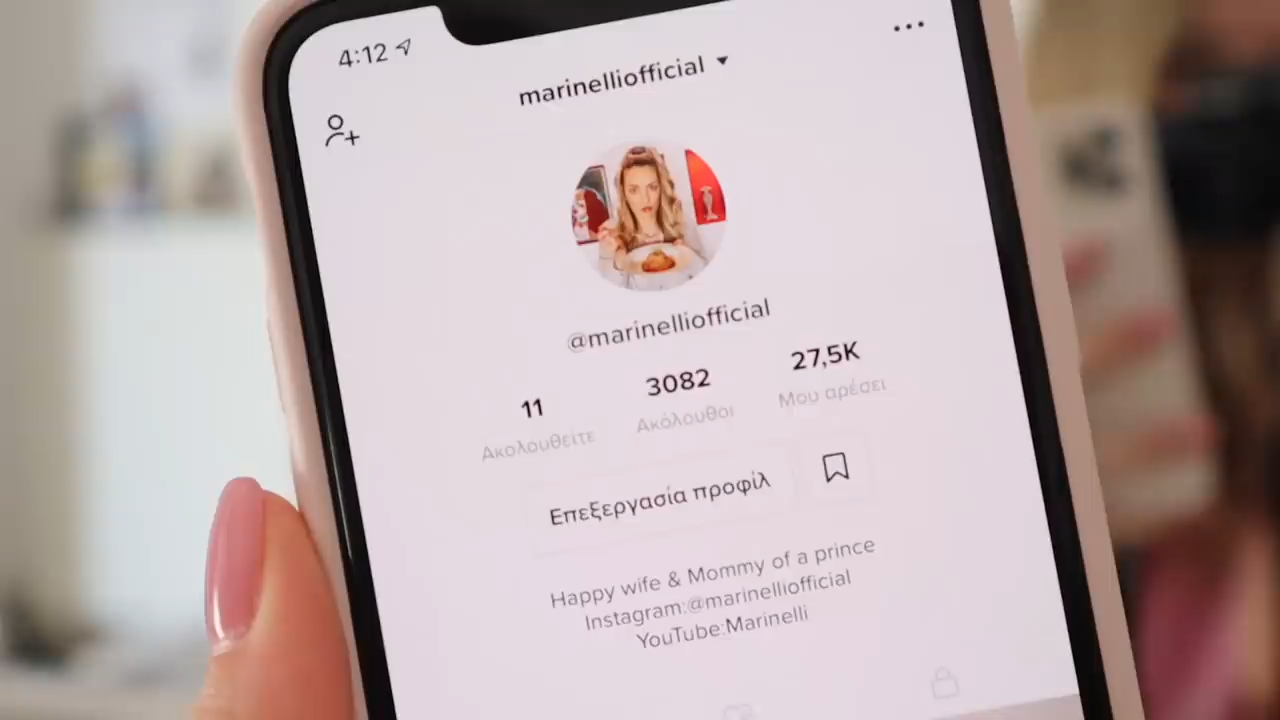 4:12
marinelliofficial
@marinelliofficial
11 3082 27,5K
Ακολουθείτε Ακόλουθοι Μου αρέσει
Επεξεργασία προφίλ
Happy wife & Mommy of a prince
Instagram:@marinelliofficial
YouTube:Marinelli